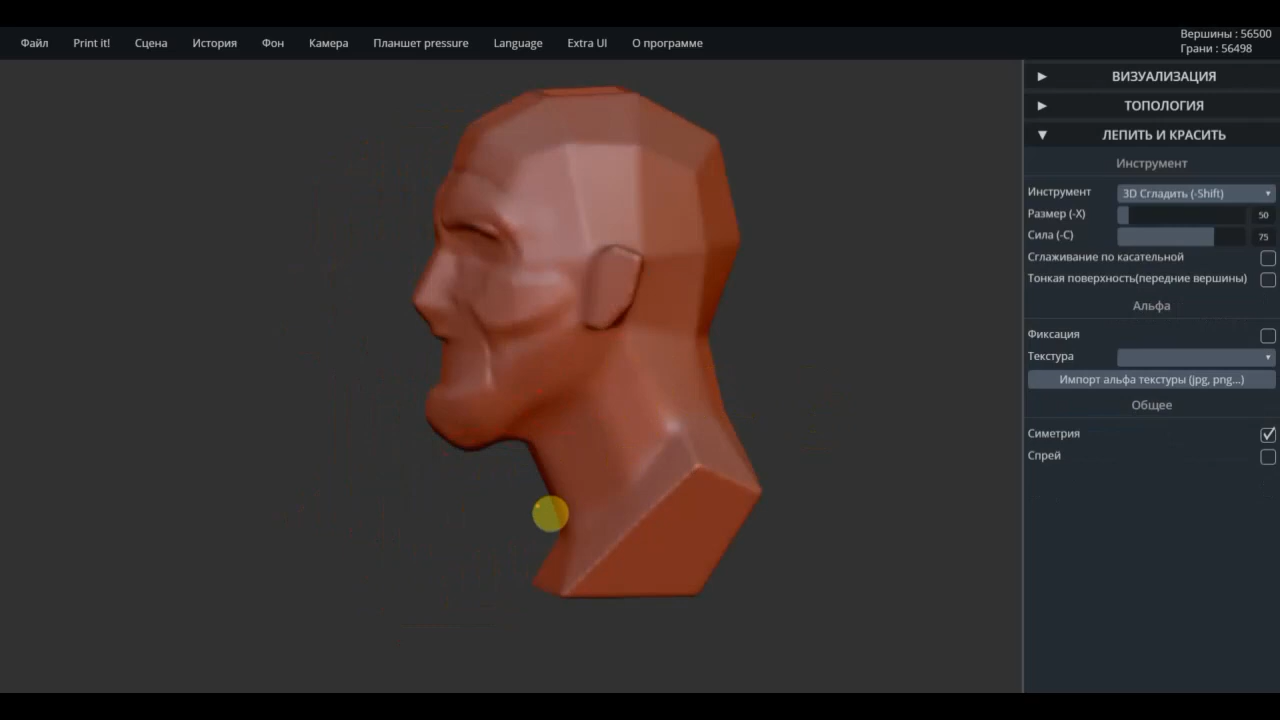 Файл Print it! Сцена История Фон Камера Планшет pressure Language Extra UI О программе
Вершины : 56500
Грани : 56498
▶ ВИЗУАЛИЗАЦИЯ
▶ ТОПОЛОГИЯ
▼ ЛЕПИТЬ И КРАСИТЬ
Инструмент
Инструмент 3D Сгладить (-Shift)
Размер (-X) 50
Сила (-C) 75
Сглаживание по касательной
Тонкая поверхность(передние вершины)
Альфа
Фиксация
Текстура
Импорт альфа текстуры (jpg, png...)
Общее
Симетрия
Спрей